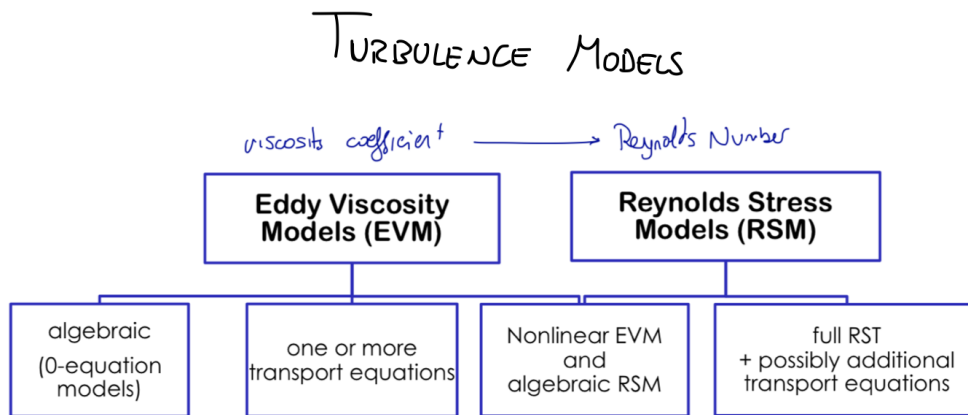 TURBULENCE MODELS
viscosity coefficient Reynolds Number
Eddy Viscosity
Models (EVM)
Reynolds Stress
Models (RSM)
algebraic
(0-equation
models)
one or more
transport equations
Nonlinear EVM
and
algebraic RSM
full RST
+ possibly additional
transport equations